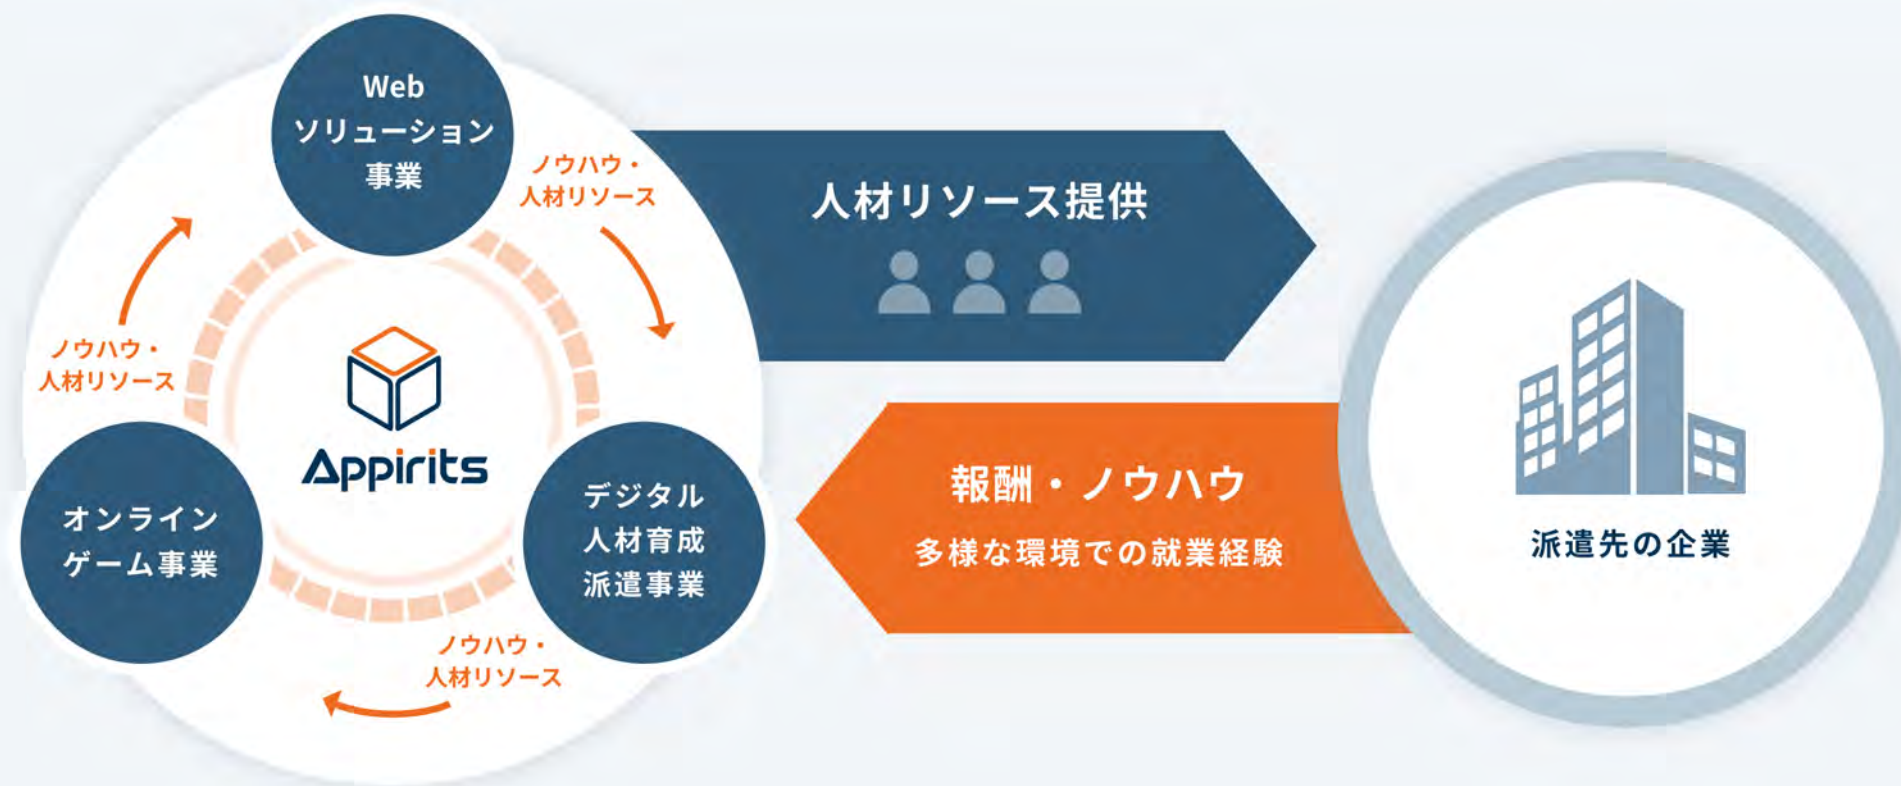 Web
ソリューション
事業
ノウハウ・
人材リソース
ノウハウ・
人材リソース
Appirits
オンライン
ゲーム事業
デジタル
人材育成
派遣事業
ノウハウ・
人材リソース
人材リソース提供
報酬・ノウハウ
多様な環境での就業経験
派遣先の企業